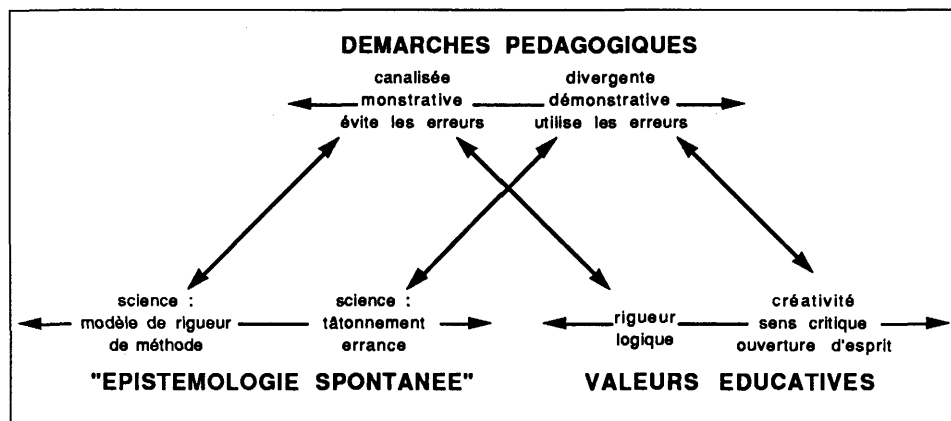 DEMARCHES PEDAGOGIQUES
canalisée
monstrative
évite les erreurs
divergente
démonstrative
utilise les erreurs
science :
modèle de rigueur
de méthode
science :
tâtonnement
errance
"EPISTEMOLOGIE SPONTANEE"
rigueur
logique
créativité
sens critique
ouverture d'esprit
VALEURS EDUCATIVES